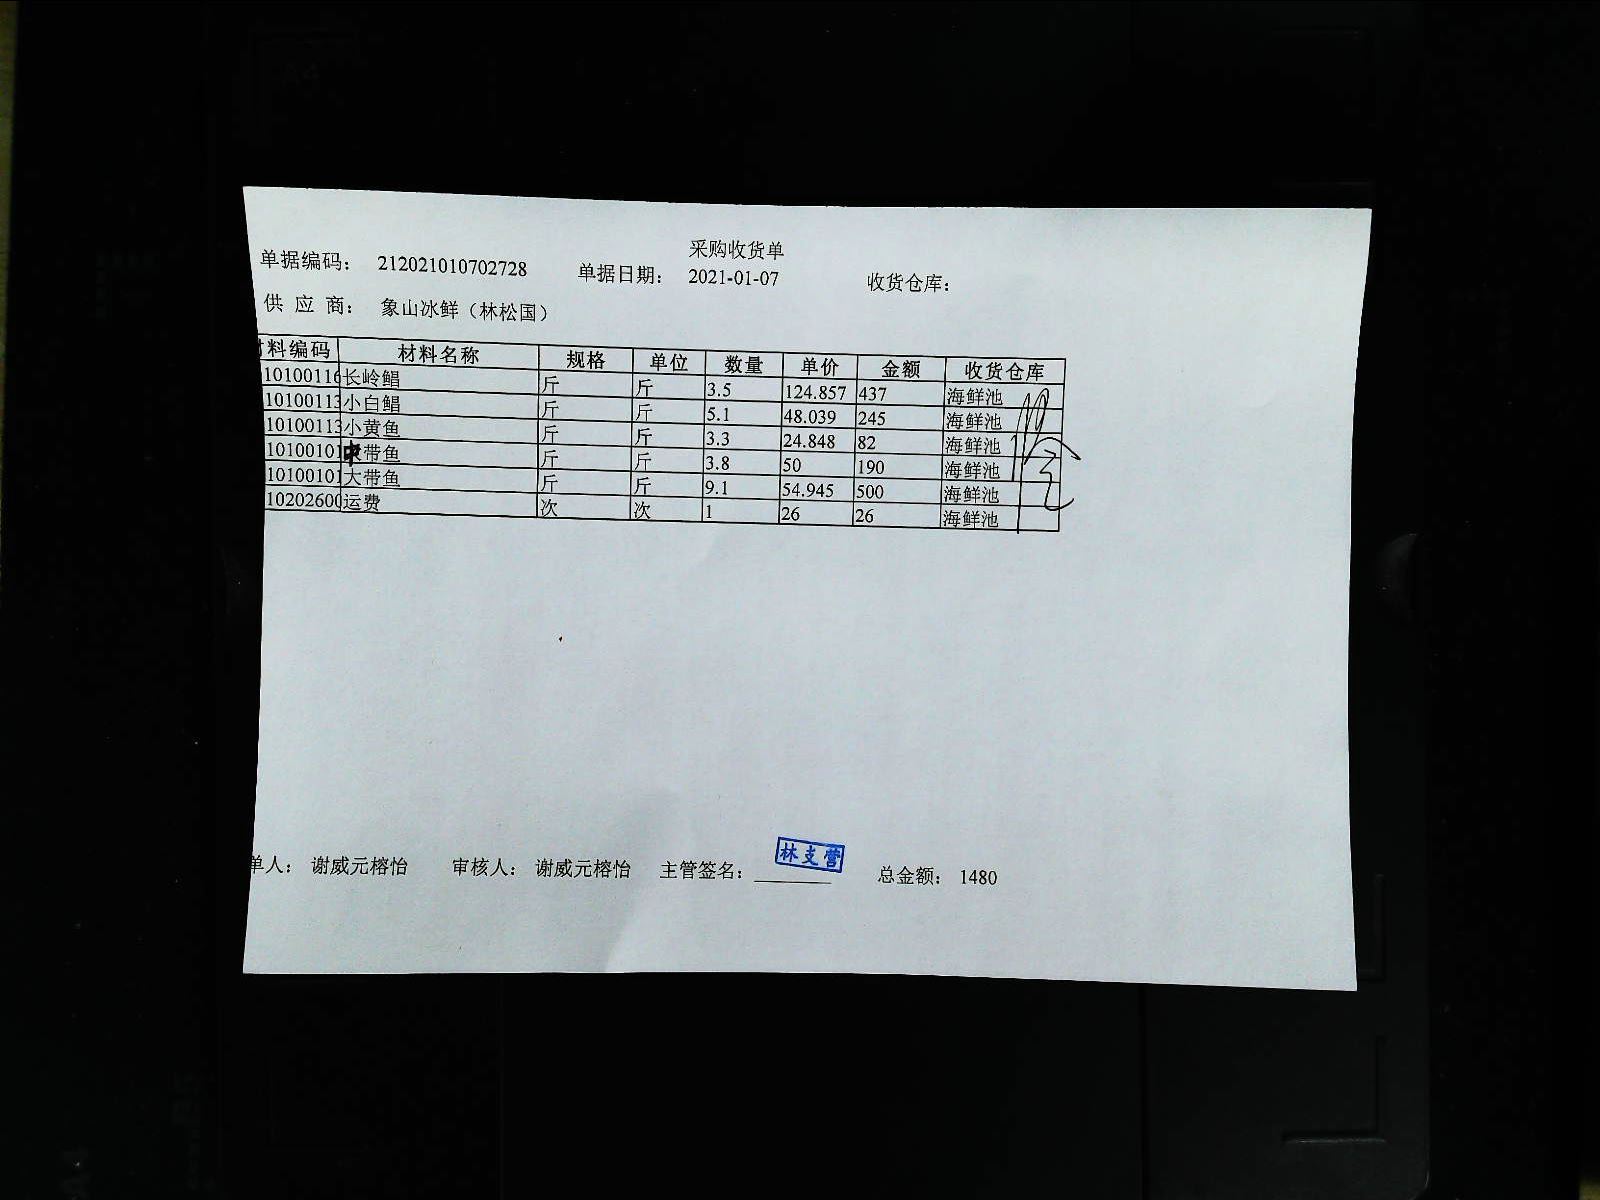 采购收货单
单据编码： 212021010702728 单据日期： 2021-01-07 收货仓库：
供 应 商： 象山冰鲜（林松国）
材料编码 材料名称 规格 单位 数量 单价 金额 收货仓库
10100116 长岭鲳 斤 斤 3.5 124.857 437 海鲜池
10100113 小白鲳 斤 斤 5.1 48.039 245 海鲜池
10100113 小黄鱼 斤 斤 3.3 24.848 82 海鲜池
10100101 中带鱼 斤 斤 3.8 50 190 海鲜池
10100101 大带鱼 斤 斤 9.1 54.945 500 海鲜池
10202600 运费 次 次 1 26 26 海鲜池
林支营
单人： 谢威元榕怡 审核人： 谢威元榕怡 主管签名： 总金额： 1480